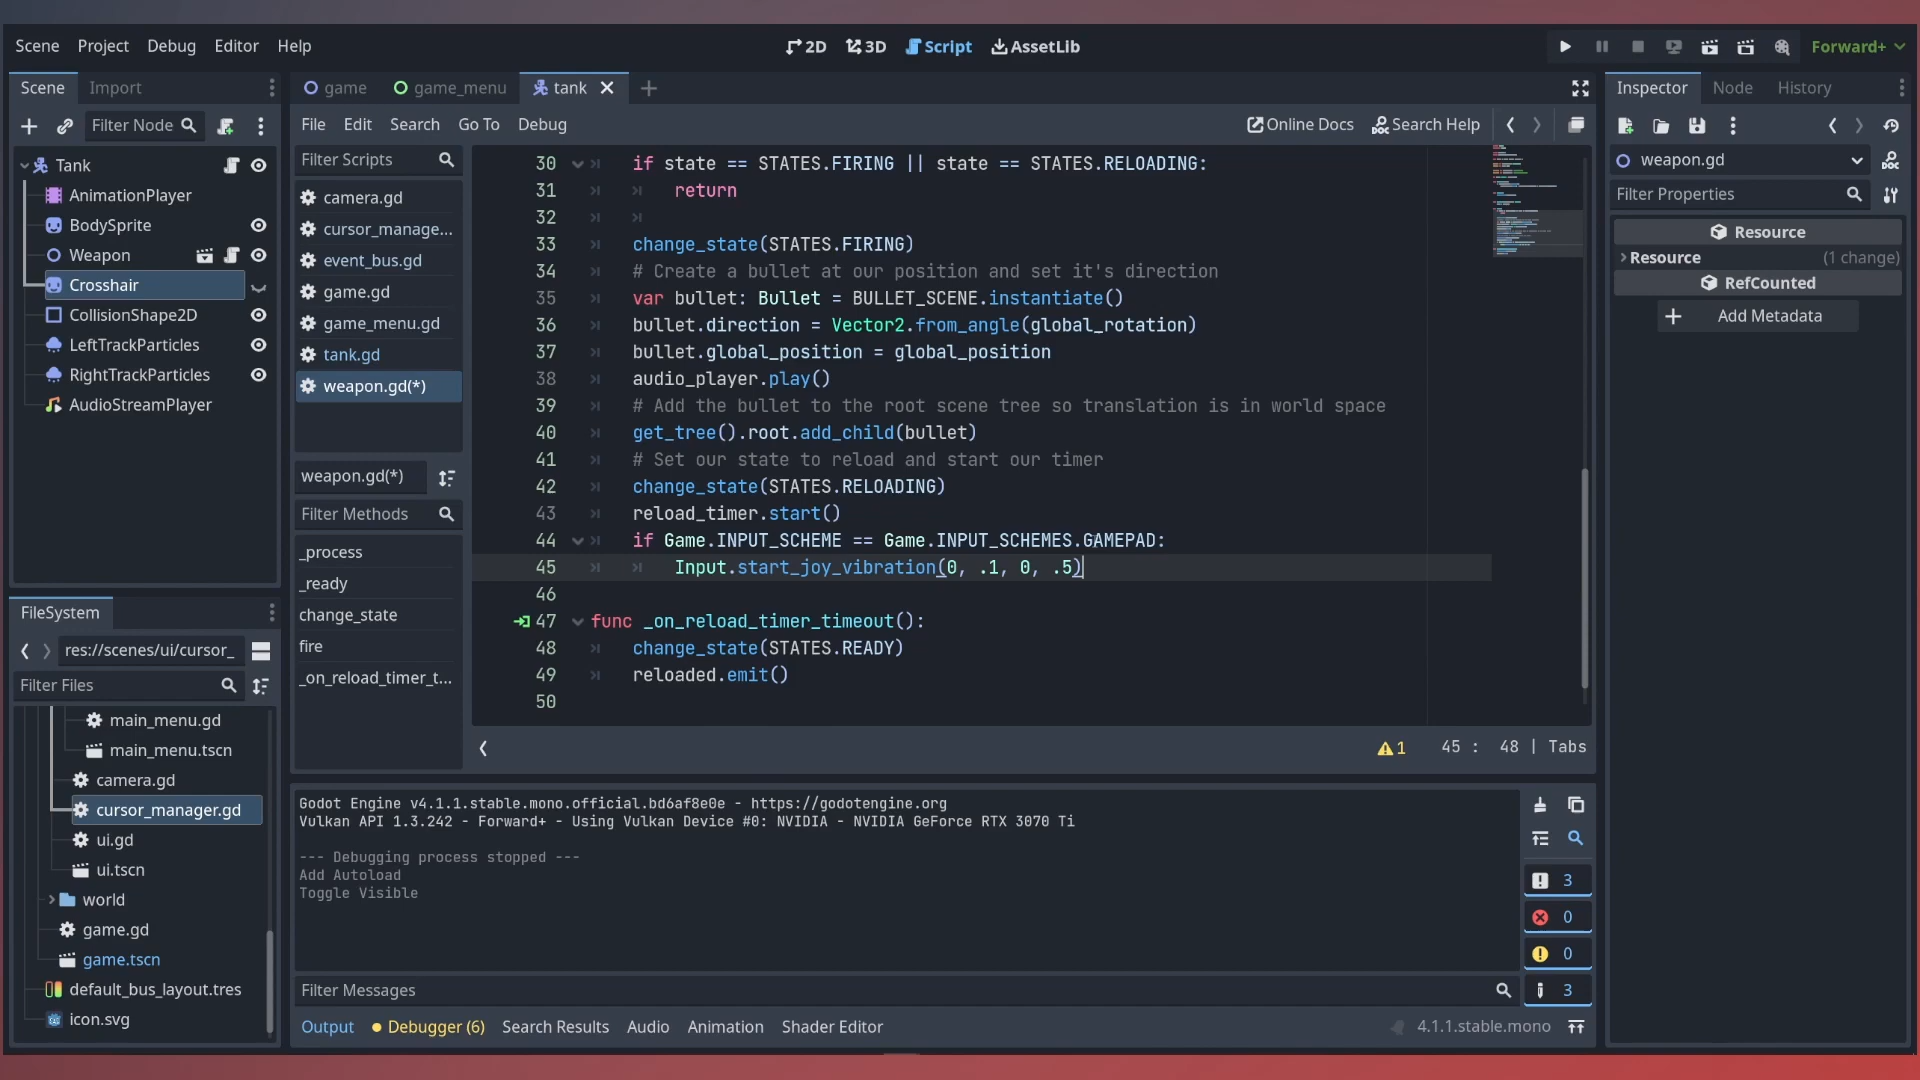 Scene Project Debug Editor Help 2D 3D Script AssetLib Forward+
Scene Import
Filter Node
Tank
AnimationPlayer
BodySprite
Weapon
Crosshair
CollisionShape2D
LeftTrackParticles
RightTrackParticles
AudioStreamPlayer
FileSystem
res://scenes/ui/cursor_
Filter Files
main_menu.gd
main_menu.tscn
camera.gd
cursor_manager.gd
ui.gd
ui.tscn
world
game.gd
game.tscn
default_bus_layout.tres
icon.svg
game game_menu tank
File Edit Search Go To Debug Online Docs Search Help
Filter Scripts
camera.gd
cursor_manage...
event_bus.gd
game.gd
game_menu.gd
tank.gd
weapon.gd(*)
weapon.gd(*)
Filter Methods
_process
_ready
change_state
fire
_on_reload_timer_t...
30 if state == STATES.FIRING || state == STATES.RELOADING:
31 return
32
33 change_state(STATES.FIRING)
34 # Create a bullet at our position and set it's direction
35 var bullet: Bullet = BULLET_SCENE.instantiate()
36 bullet.direction = Vector2.from_angle(global_rotation)
37 bullet.global_position = global_position
38 audio_player.play()
39 # Add the bullet to the root scene tree so translation is in world space
40 get_tree().root.add_child(bullet)
41 # Set our state to reload and start our timer
42 change_state(STATES.RELOADING)
43 reload_timer.start()
44 if Game.INPUT_SCHEME == Game.INPUT_SCHEMES.GAMEPAD:
45 Input.start_joy_vibration(0, .1, 0, .5)
46
47 func _on_reload_timer_timeout():
48 change_state(STATES.READY)
49 reloaded.emit()
50
1 45 : 48 | Tabs
Godot Engine v4.1.1.stable.mono.official.bd6af8e0e - https://godotengine.org
Vulkan API 1.3.242 - Forward+ - Using Vulkan Device #0: NVIDIA - NVIDIA GeForce RTX 3070 Ti
--- Debugging process stopped ---
Add Autoload
Toggle Visible
3
0
0
3
Filter Messages
Output Debugger (6) Search Results Audio Animation Shader Editor 4.1.1.stable.mono
Inspector Node History
weapon.gd
Filter Properties
Resource
Resource (1 change)
RefCounted
Add Metadata